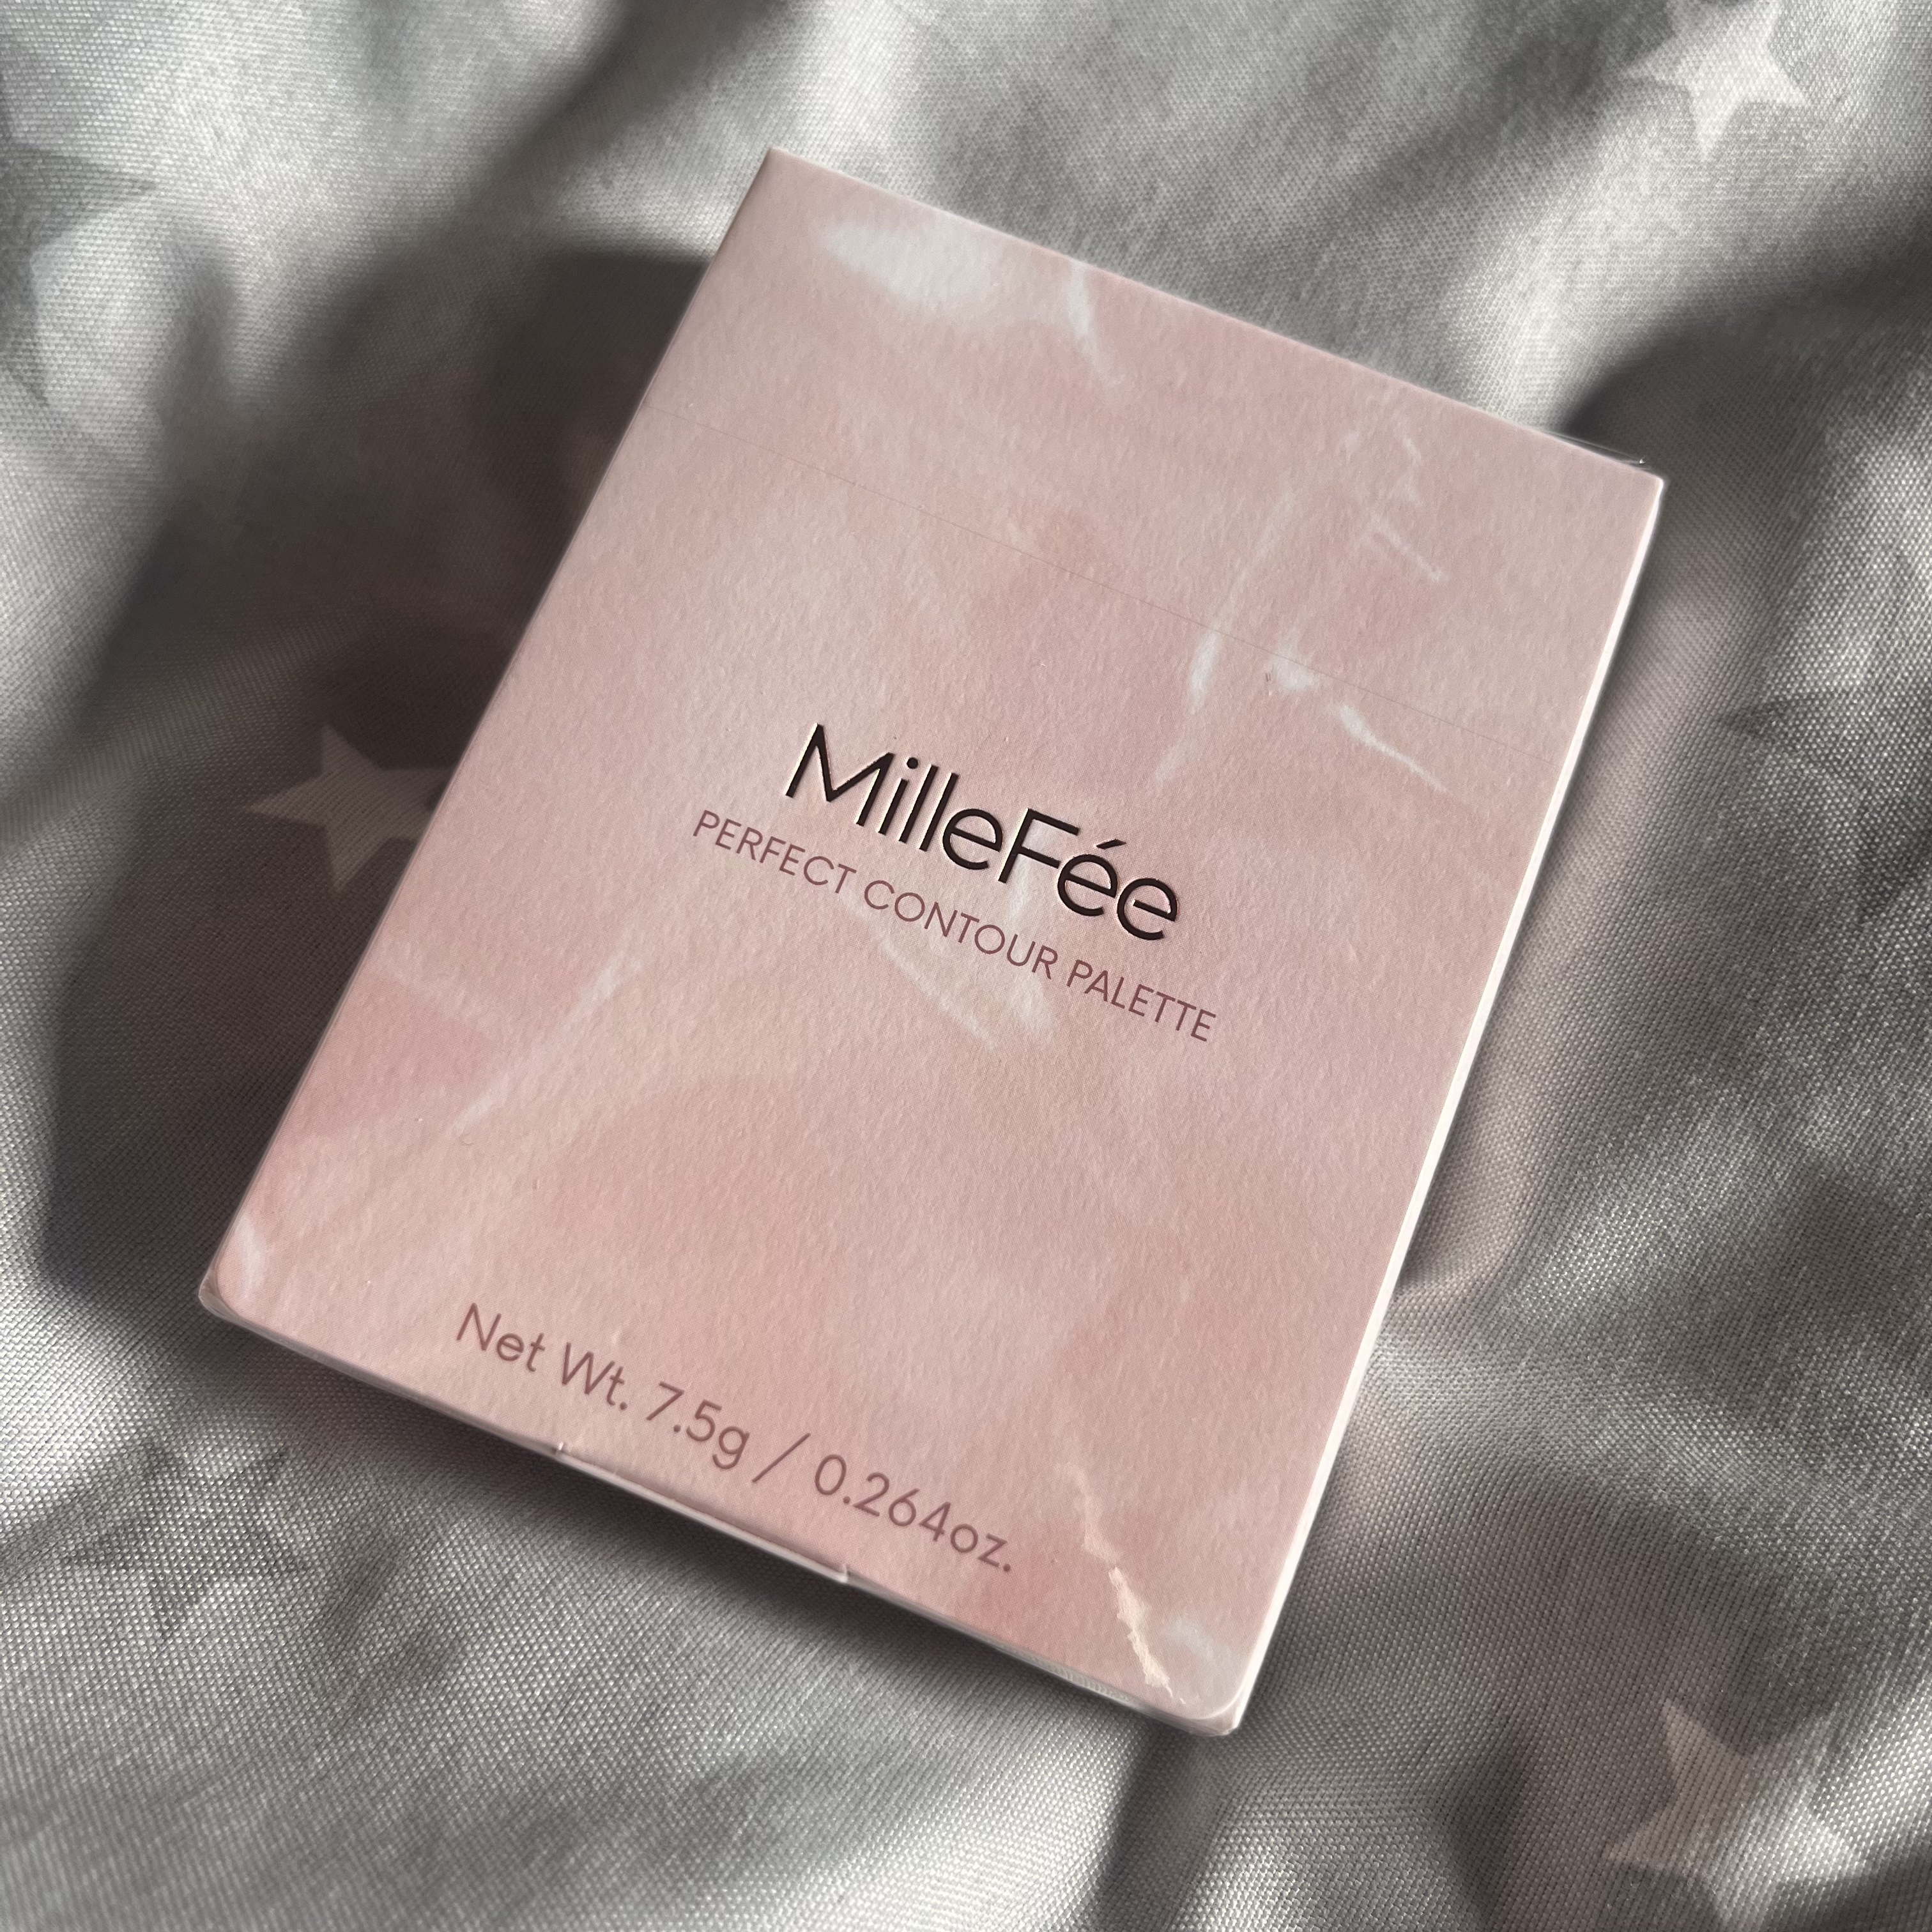 MilleFée
PERFECT CONTOUR PALETTE
Net Wt. 7.5g / 0.264oz.